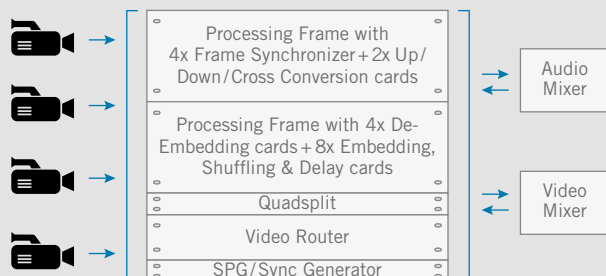 Processing Frame with
4x Frame Synchronizer+2x Up/
Down/Cross Conversion cards
Audio
Mixer
Processing Frame with 4x De-
Embedding cards+8x Embedding,
Shuffling & Delay cards
Quadsplit
Video
Mixer
Video Router
SPG/Sync Generator